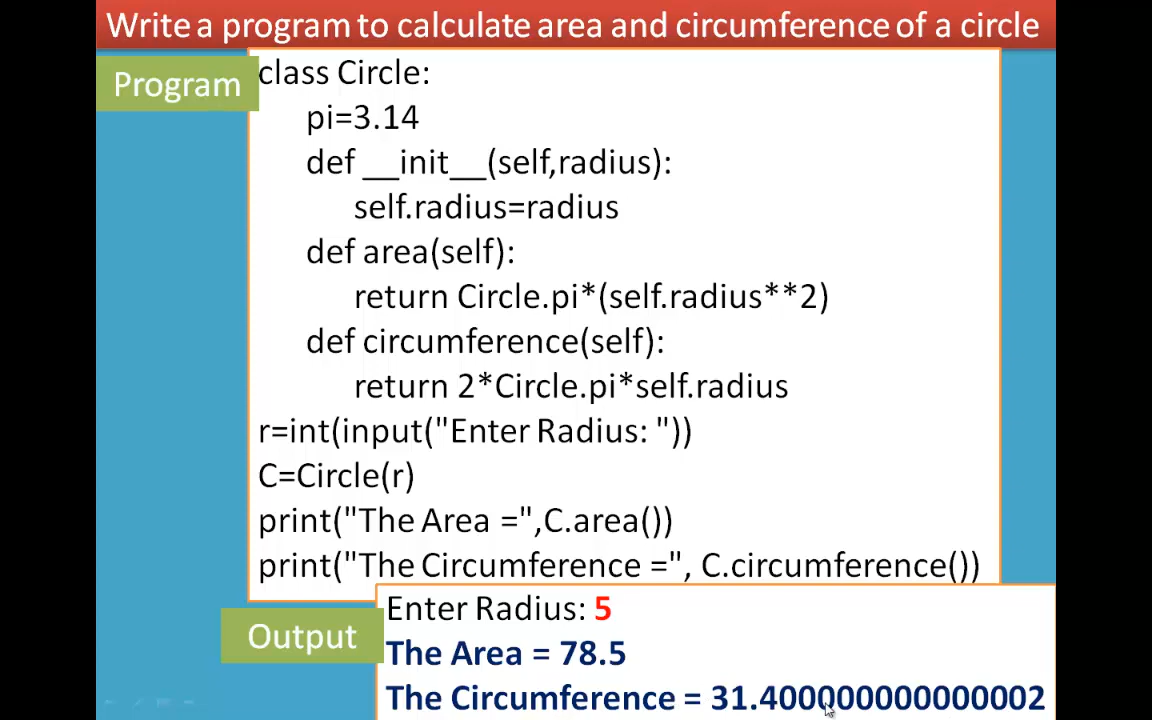 Write a program to calculate area and circumference of a circle
Program
class Circle:
pi=3.14
def __init__(self,radius):
self.radius=radius
def area(self):
return Circle.pi*(self.radius**2)
def circumference(self):
return 2*Circle.pi*self.radius
r=int(input("Enter Radius: "))
C=Circle(r)
print("The Area =",C.area())
print("The Circumference =", C.circumference())
Output
Enter Radius: 5
The Area = 78.5
The Circumference = 31.400000000000002